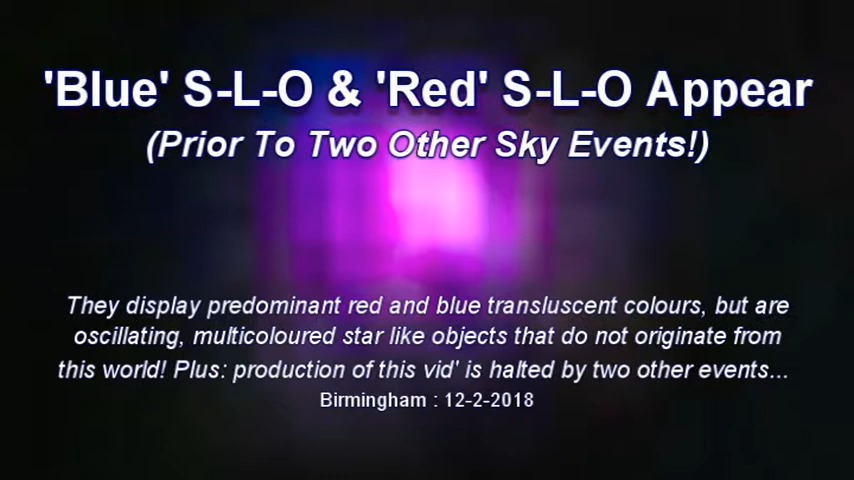 'Blue' S-L-O & 'Red' S-L-O Appear
(Prior To Two Other Sky Events!)
They display predominant red and blue transluscent colours, but are
oscillating, multicoloured star like objects that do not originate from
this world! Plus: production of this vid' is halted by two other events...
Birmingham : 12-2-2018